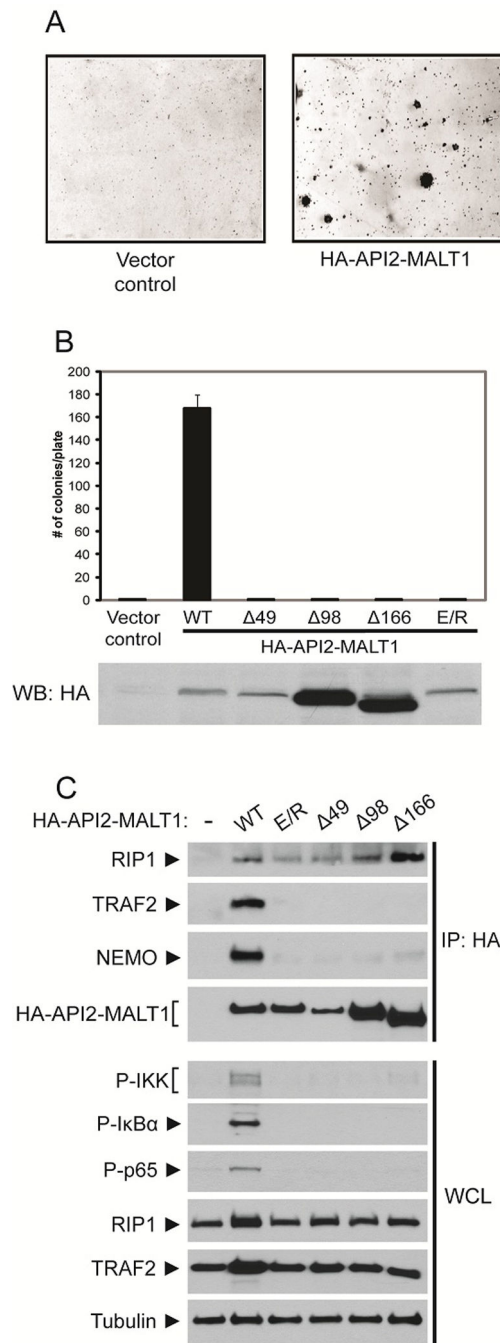 A
Vector
control
HA-API2-MALT1
B
# of colonies/plate
200
180
160
140
120
100
80
60
40
20
0
Vector
control
WT
Δ49
Δ98
Δ166
E/R
HA-API2-MALT1
WB: HA
C
HA-API2-MALT1: - WT E/R Δ49 Δ98 Δ166
RIP1
TRAF2
NEMO
HA-API2-MALT1
IP: HA
P-IKK
P-IκBα
P-p65
RIP1
TRAF2
Tubulin
WCL